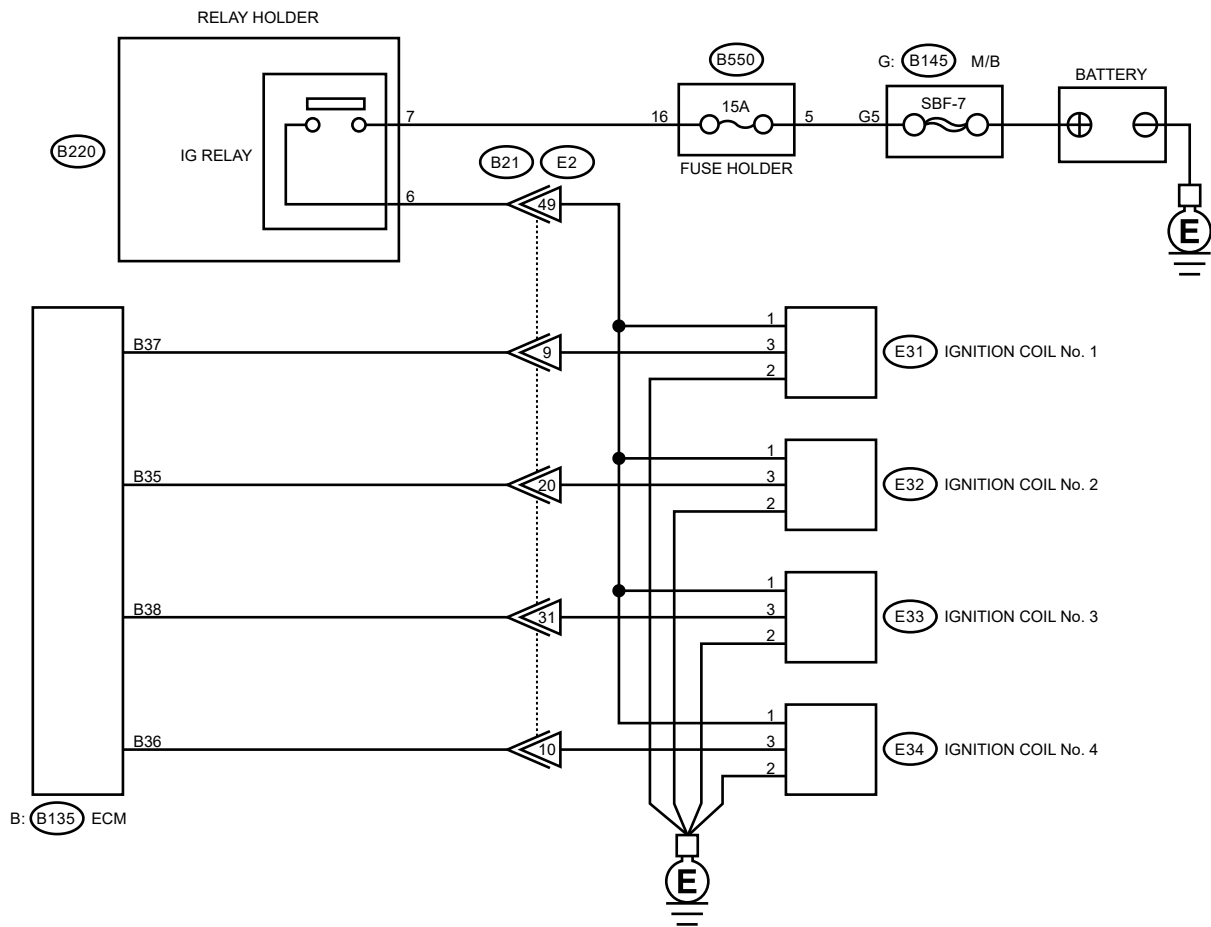 RELAY HOLDER
B550
G: B145 M/B
BATTERY
15A
SBF-7
7
16
5
G5
B220
IG RELAY
B21 E2
FUSE HOLDER
6
49
E
1
B37
9
3
E31 IGNITION COIL No. 1
2
1
B35
20
3
E32 IGNITION COIL No. 2
2
1
B38
31
3
E33 IGNITION COIL No. 3
2
1
B36
10
3
E34 IGNITION COIL No. 4
2
B: B135 ECM
E